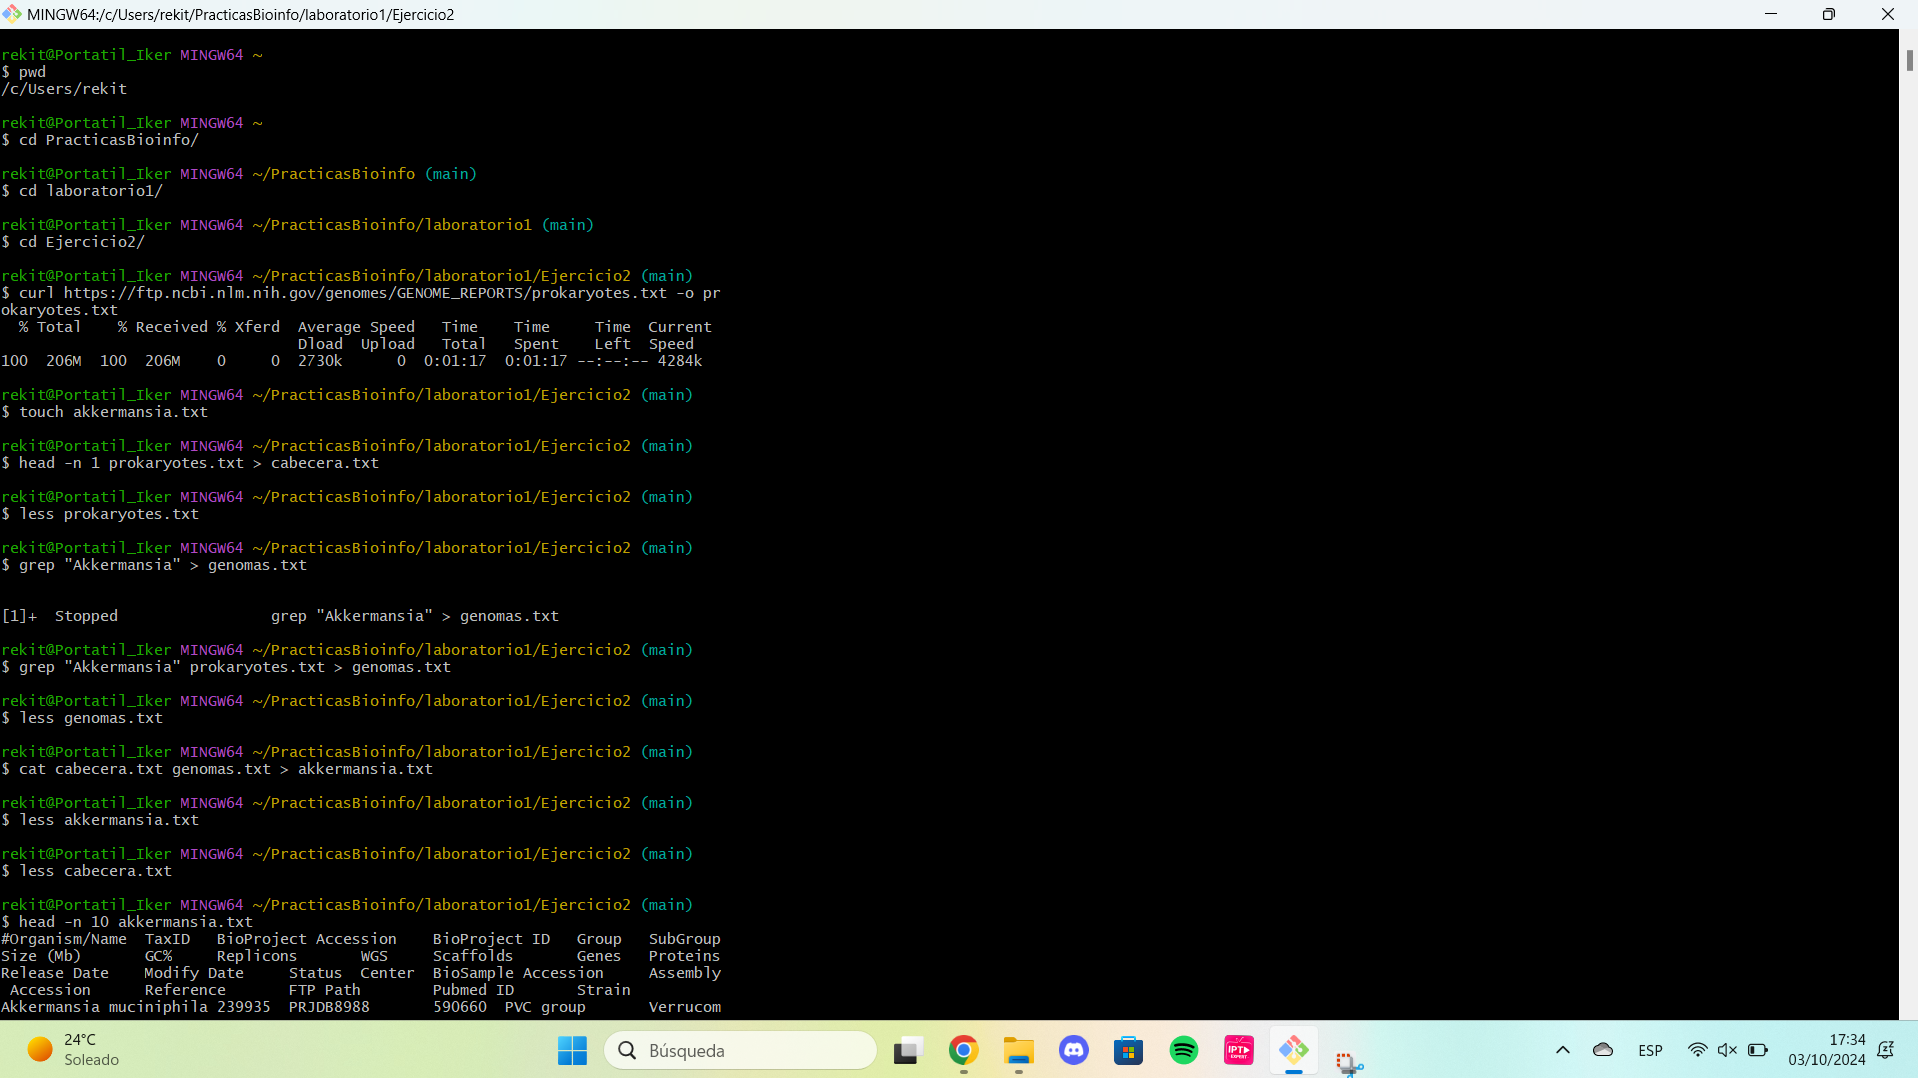 MINGW64:/c/Users/rekit/PracticasBioinfo/laboratorio1/Ejercicio2
rekit@Portatil_Iker MINGW64 ~
$ pwd
/c/Users/rekit
rekit@Portatil_Iker MINGW64 ~
$ cd PracticasBioinfo/
rekit@Portatil_Iker MINGW64 ~/PracticasBioinfo (main)
$ cd laboratorio1/
rekit@Portatil_Iker MINGW64 ~/PracticasBioinfo/laboratorio1 (main)
$ cd Ejercicio2/
rekit@Portatil_Iker MINGW64 ~/PracticasBioinfo/laboratorio1/Ejercicio2 (main)
$ curl https://ftp.ncbi.nlm.nih.gov/genomes/GENOME_REPORTS/prokaryotes.txt -o pr
okaryotes.txt
  % Total    % Received % Xferd  Average Speed   Time    Time     Time  Current
                                 Dload  Upload   Total   Spent    Left  Speed
100  206M  100  206M    0     0  2730k      0  0:01:17  0:01:17 --:--:-- 4284k
rekit@Portatil_Iker MINGW64 ~/PracticasBioinfo/laboratorio1/Ejercicio2 (main)
$ touch akkermansia.txt
rekit@Portatil_Iker MINGW64 ~/PracticasBioinfo/laboratorio1/Ejercicio2 (main)
$ head -n 1 prokaryotes.txt > cabecera.txt
rekit@Portatil_Iker MINGW64 ~/PracticasBioinfo/laboratorio1/Ejercicio2 (main)
$ less prokaryotes.txt
rekit@Portatil_Iker MINGW64 ~/PracticasBioinfo/laboratorio1/Ejercicio2 (main)
$ grep "Akkermansia" > genomas.txt
[1]+  Stopped                 grep "Akkermansia" > genomas.txt
rekit@Portatil_Iker MINGW64 ~/PracticasBioinfo/laboratorio1/Ejercicio2 (main)
$ grep "Akkermansia" prokaryotes.txt > genomas.txt
rekit@Portatil_Iker MINGW64 ~/PracticasBioinfo/laboratorio1/Ejercicio2 (main)
$ less genomas.txt
rekit@Portatil_Iker MINGW64 ~/PracticasBioinfo/laboratorio1/Ejercicio2 (main)
$ cat cabecera.txt genomas.txt > akkermansia.txt
rekit@Portatil_Iker MINGW64 ~/PracticasBioinfo/laboratorio1/Ejercicio2 (main)
$ less akkermansia.txt
rekit@Portatil_Iker MINGW64 ~/PracticasBioinfo/laboratorio1/Ejercicio2 (main)
$ less cabecera.txt
rekit@Portatil_Iker MINGW64 ~/PracticasBioinfo/laboratorio1/Ejercicio2 (main)
$ head -n 10 akkermansia.txt
#Organism/Name  TaxID   BioProject Accession    BioProject ID   Group   SubGroup
Size (Mb)       GC%     Replicons       WGS     Scaffolds       Genes   Proteins
Release Date    Modify Date     Status  Center  BioSample Accession     Assembly
 Accession      Reference       FTP Path        Pubmed ID       Strain
Akkermansia muciniphila 239935  PRJDB8988       590660  PVC group       Verrucom
24°C
Soleado
Búsqueda
IPT
EXPERT
ESP
17:34
03/10/2024